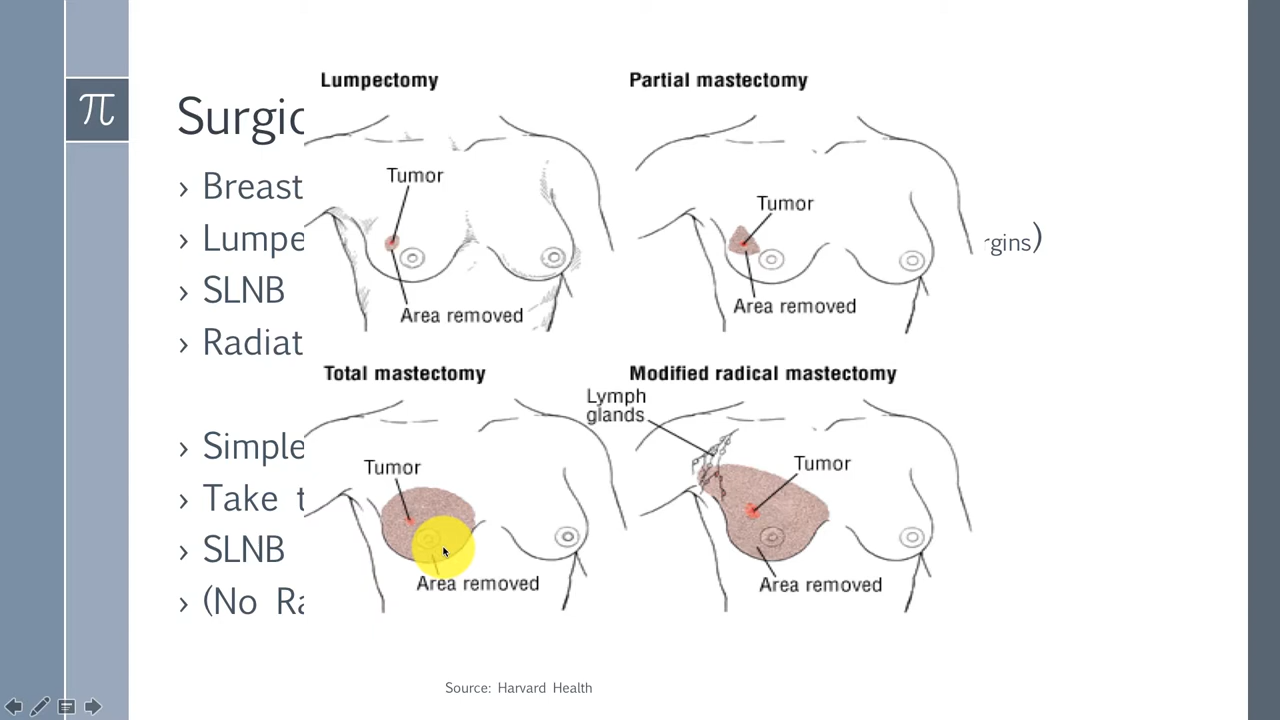 π
Surgic
› Breast
› Lumpe
rgins)
› SLNB
› Radiat
› Simple
› Take t
› SLNB
› (No Ra
Lumpectomy
Tumor
Area removed
Partial mastectomy
Tumor
Area removed
Total mastectomy
Tumor
Area removed
Modified radical mastectomy
Lymph
glands
Tumor
Area removed
Source: Harvard Health